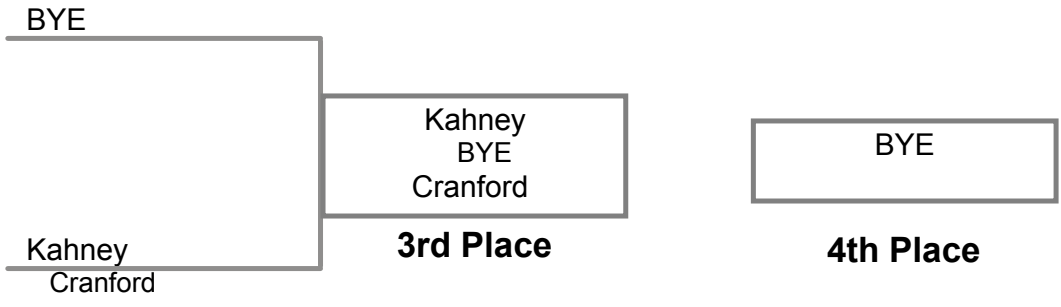 BYE
Kahney
BYE
Cranford
BYE
3rd Place
4th Place
Kahney
Cranford